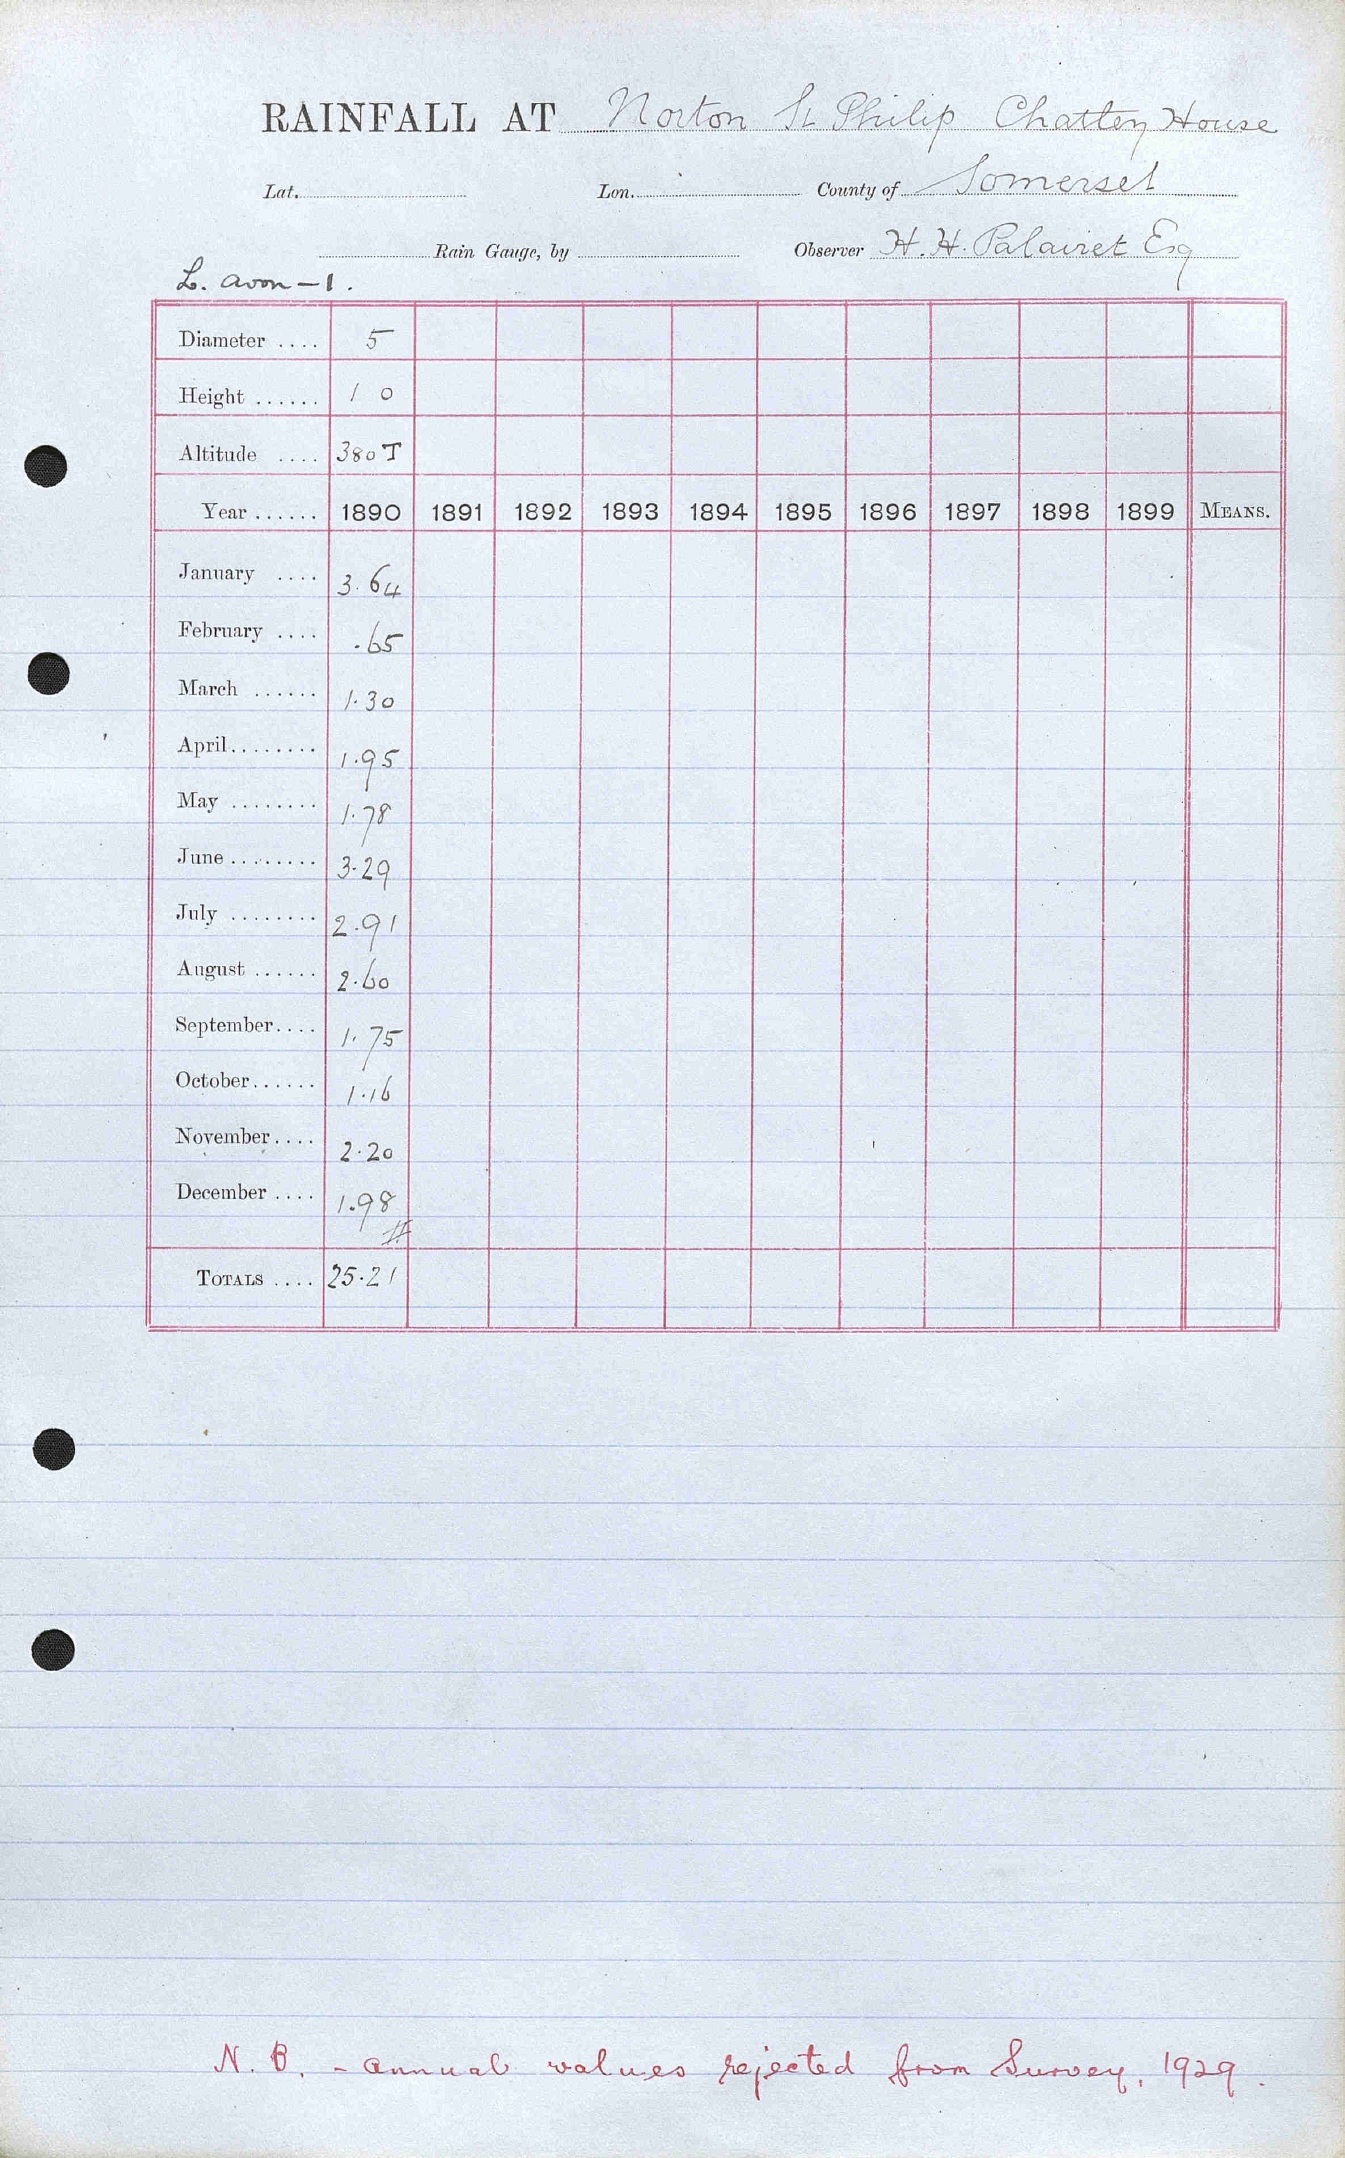 RAINFALL AT Norton St Philip Chatley House
Lat. Lon. County of Somerset
Rain Gauge, by Observer H. H. Palairet Esq
L. Avon – 1.
Diameter .... 5
Height ...... 1 0
Altitude .... 380 T
Year ...... 1890 1891 1892 1893 1894 1895 1896 1897 1898 1899 MEANS.
January .... 3.64
February .... .65
March ...... 1.30
April........ 1.95
May ........ 1.78
June........ 3.29
July ........ 2.91
August ...... 2.60
September.... 1.75
October...... 1.16
November.... 2.20
December .... 1.98
TOTALS .... 25.21
N. B. - annual values rejected from Survey, 1929.